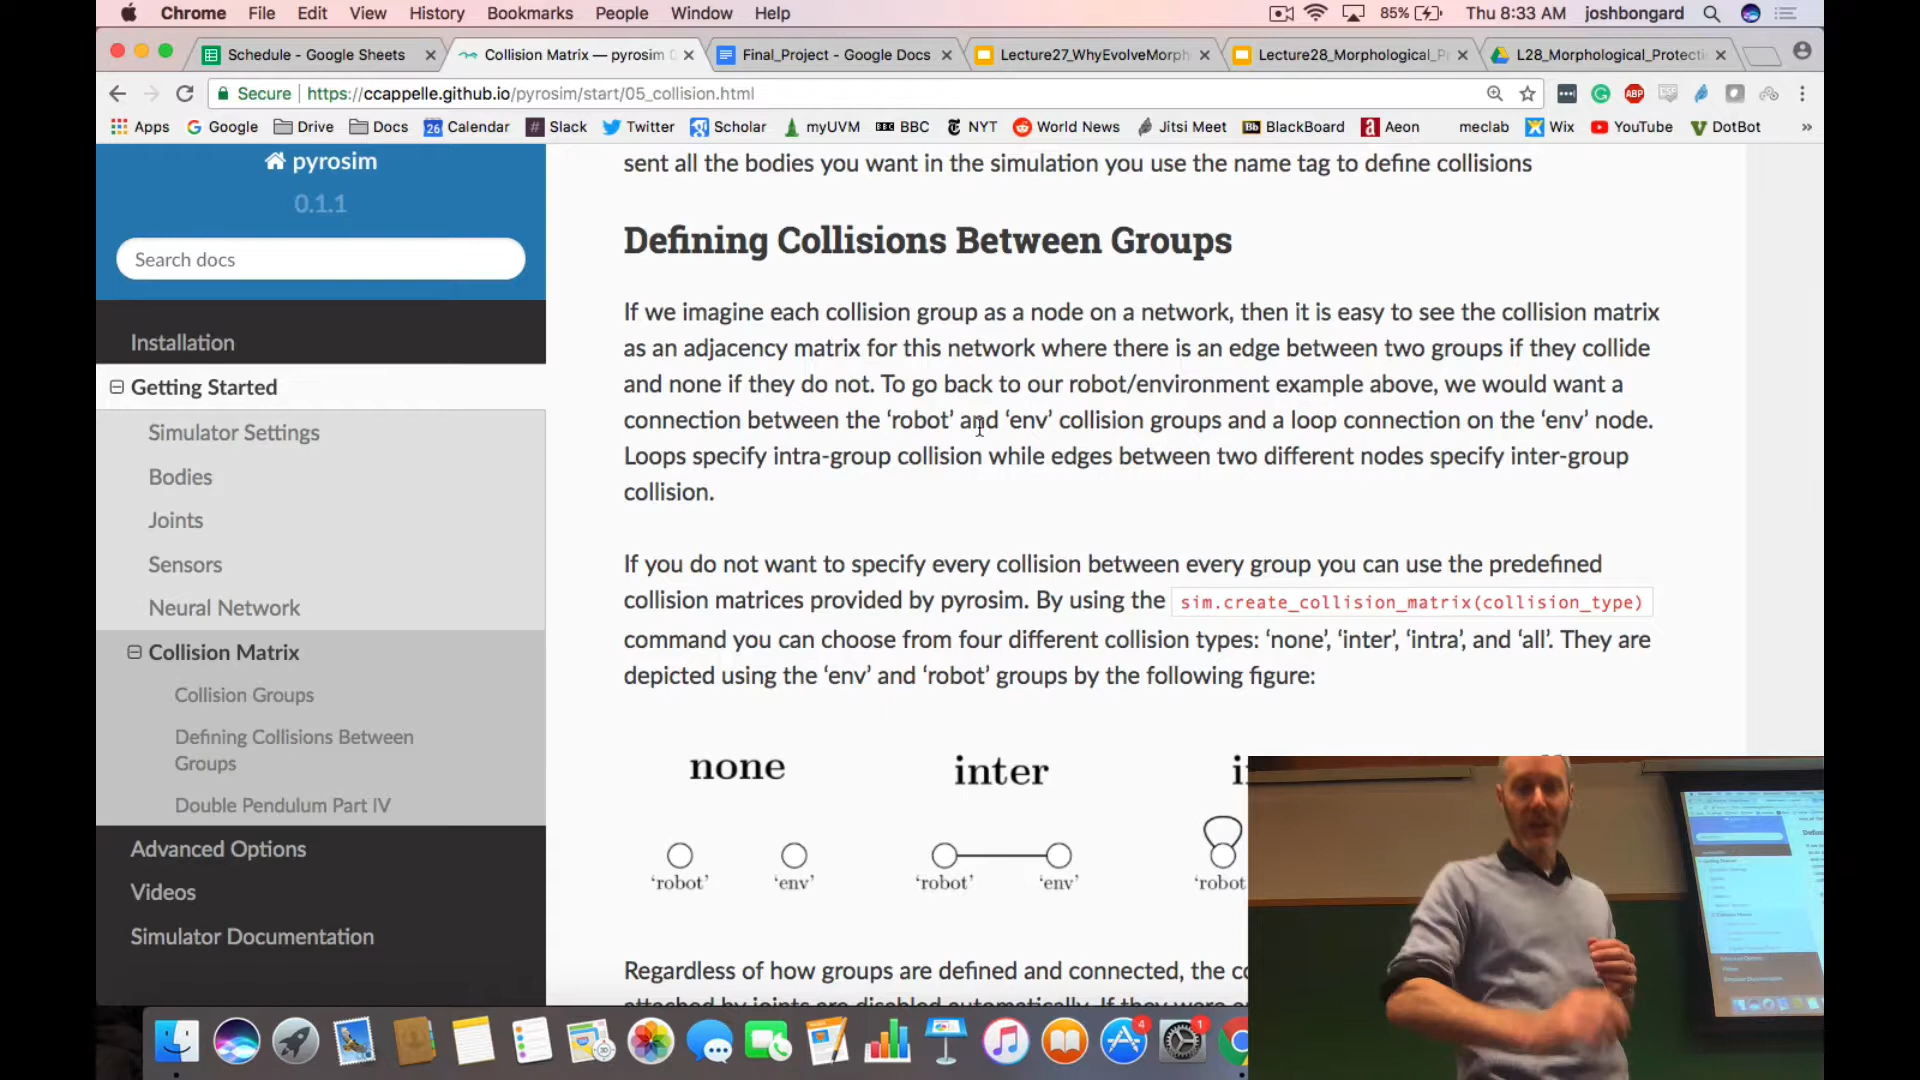 Chrome File Edit View History Bookmarks People Window Help 85% Thu 8:33 AM joshbongard
Schedule - Google Sheets Collision Matrix — pyrosim Final_Project - Google Docs Lecture27_WhyEvolveMorph Lecture28_Morphological_P L28_Morphological_Protecti
Secure https://ccappelle.github.io/pyrosim/start/05_collision.html
Apps Google Drive Docs Calendar Slack Twitter Scholar myUVM BBC NYT World News Jitsi Meet BlackBoard Aeon meclab Wix YouTube DotBot »
pyrosim
0.1.1
Search docs
Installation
Getting Started
Simulator Settings
Bodies
Joints
Sensors
Neural Network
Collision Matrix
Collision Groups
Defining Collisions Between
Groups
Double Pendulum Part IV
Advanced Options
Videos
Simulator Documentation
sent all the bodies you want in the simulation you use the name tag to define collisions
Defining Collisions Between Groups
If we imagine each collision group as a node on a network, then it is easy to see the collision matrix
as an adjacency matrix for this network where there is an edge between two groups if they collide
and none if they do not. To go back to our robot/environment example above, we would want a
connection between the ‘robot’ and ‘env’ collision groups and a loop connection on the ‘env’ node.
Loops specify intra-group collision while edges between two different nodes specify inter-group
collision.
If you do not want to specify every collision between every group you can use the predefined
collision matrices provided by pyrosim. By using the sim.create_collision_matrix(collision_type)
command you can choose from four different collision types: ‘none’, ‘inter’, ‘intra’, and ‘all’. They are
depicted using the ‘env’ and ‘robot’ groups by the following figure:
none inter i
‘robot’ ‘env’ ‘robot’ ‘env’ ‘robot
Regardless of how groups are defined and connected, the co
attached by joints are disabled automatically. If they were